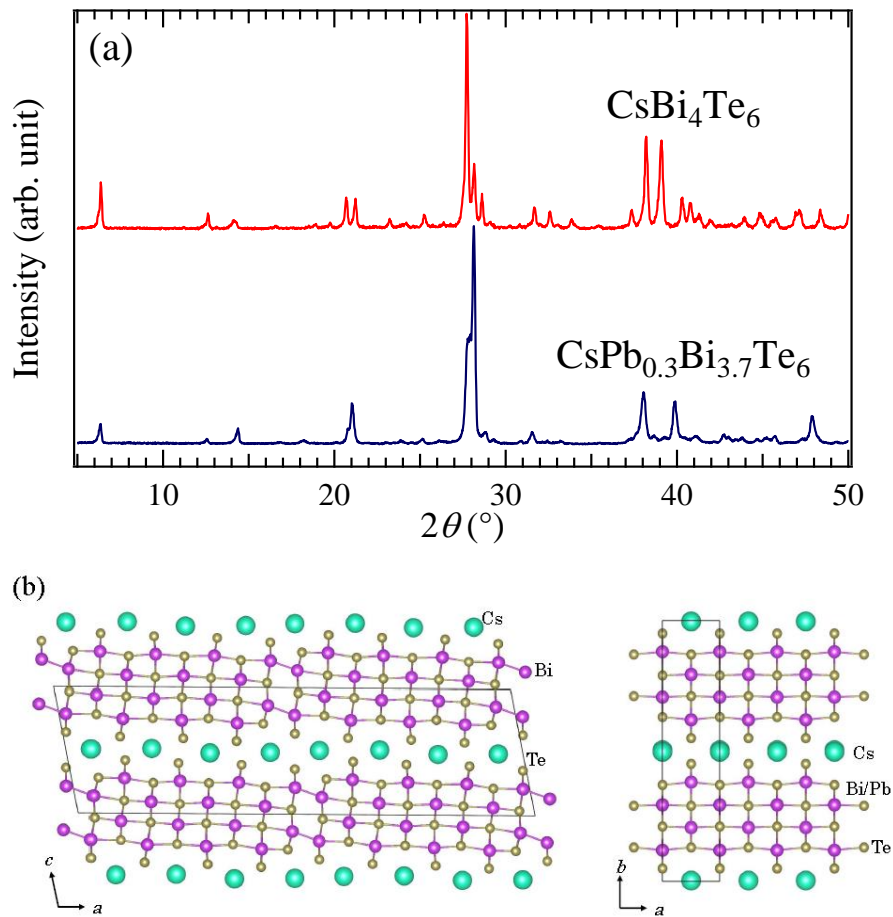 (a)
CsBi₄Te₆
CsPb₀.₃Bi₃.₇Te₆
Intensity (arb. unit)
10 20 30 40 50
2θ (°)
(b)
Cs
Bi
Te
c
a
Cs
Bi/Pb
Te
b
a